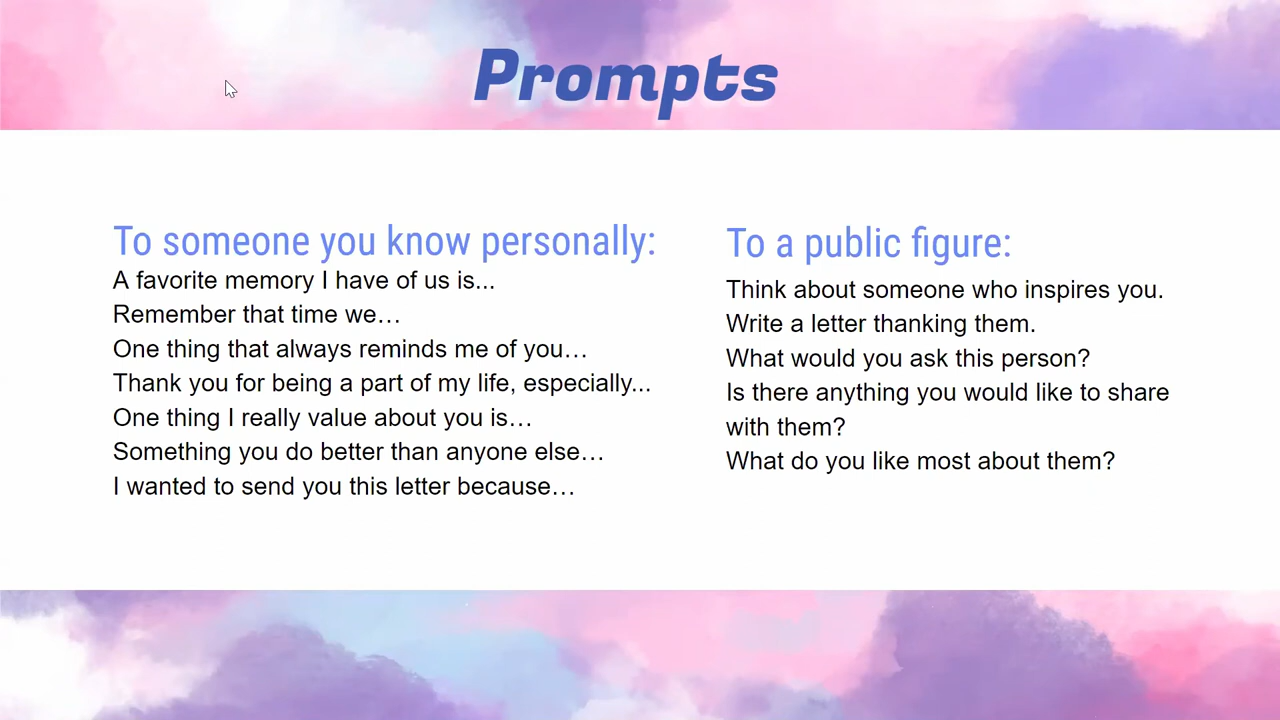 Prompts
To someone you know personally:
A favorite memory I have of us is...
Remember that time we…
One thing that always reminds me of you…
Thank you for being a part of my life, especially...
One thing I really value about you is…
Something you do better than anyone else…
I wanted to send you this letter because…
To a public figure:
Think about someone who inspires you.
Write a letter thanking them.
What would you ask this person?
Is there anything you would like to share
with them?
What do you like most about them?